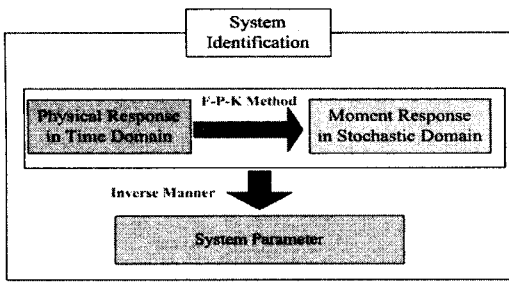 System
Identification
F-P-K Method
Physical Response
in Time Domain
Moment Response
in Stochastic Domain
Inverse Manner
System Parameter